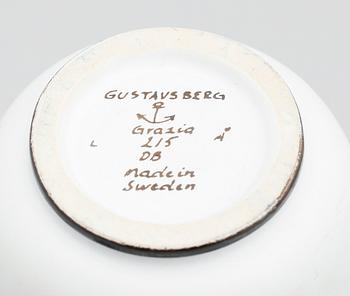 GUSTAVSBERG
Grazia
215
DB
Made in
Sweden